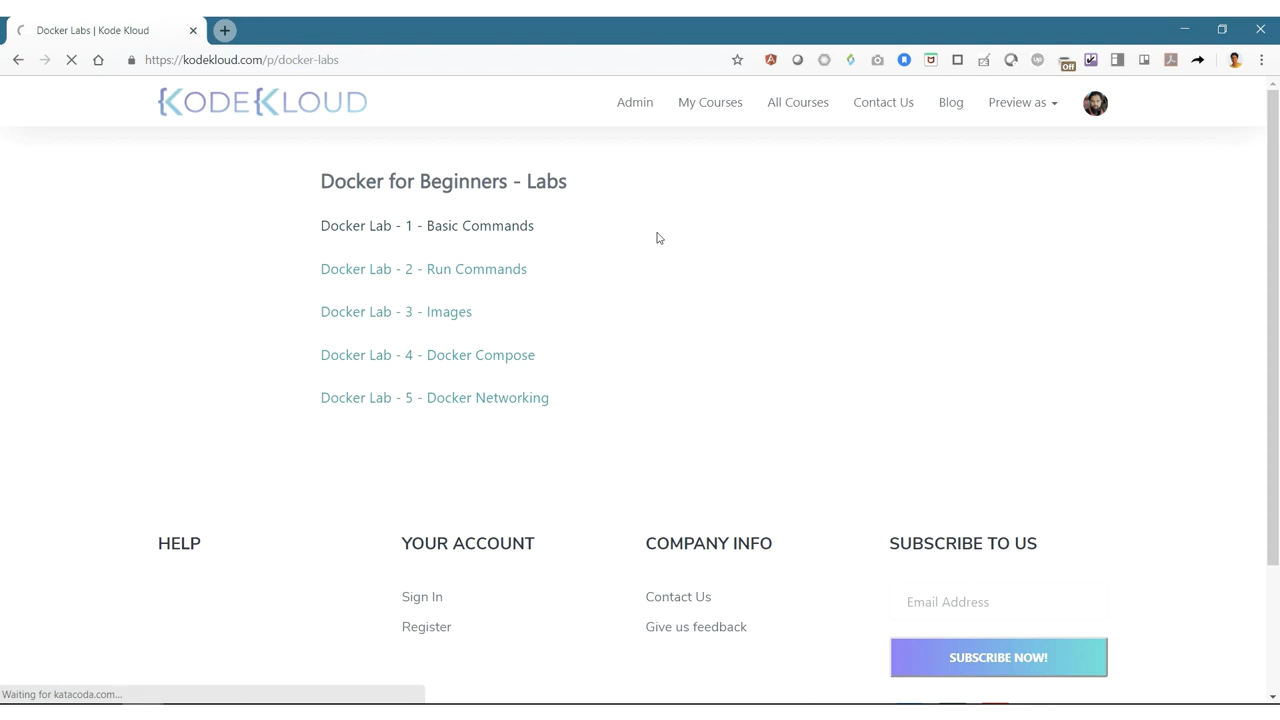 Docker Labs | Kode Kloud
https://kodekloud.com/p/docker-labs
Off
KODEKLOUD
Admin
My Courses
All Courses
Contact Us
Blog
Preview as
Docker for Beginners - Labs
Docker Lab - 1 - Basic Commands
Docker Lab - 2 - Run Commands
Docker Lab - 3 - Images
Docker Lab - 4 - Docker Compose
Docker Lab - 5 - Docker Networking
HELP
YOUR ACCOUNT
Sign In
Register
COMPANY INFO
Contact Us
Give us feedback
SUBSCRIBE TO US
Email Address
SUBSCRIBE NOW!
Waiting for katacoda.com...